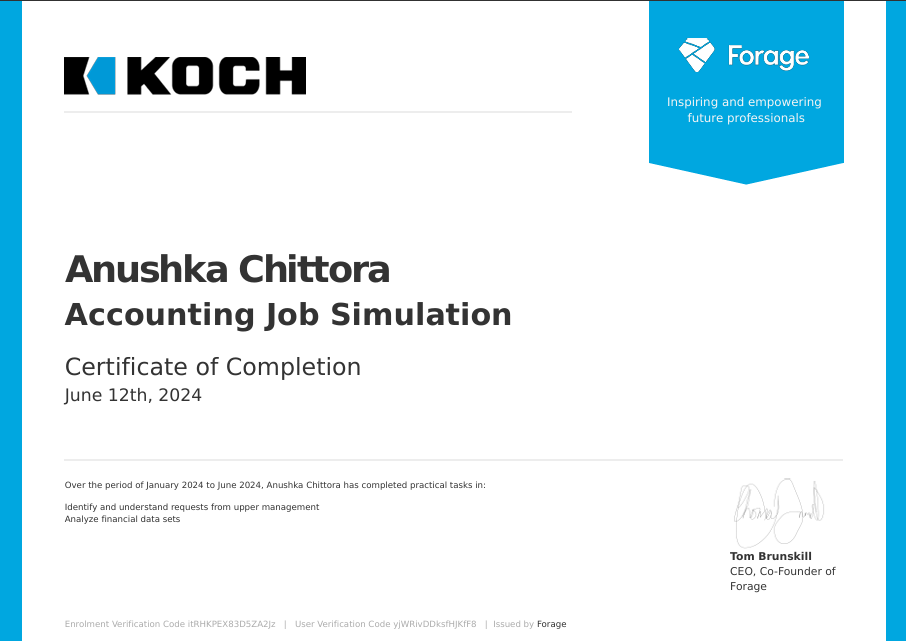 KOCH
Forage
Inspiring and empowering
future professionals
Anushka Chittora
Accounting Job Simulation
Certificate of Completion
June 12th, 2024
Over the period of January 2024 to June 2024, Anushka Chittora has completed practical tasks in:
Identify and understand requests from upper management
Analyze financial data sets
Tom Brunskill
CEO, Co-Founder of
Forage
Enrolment Verification Code itRHKPEX83D5ZA2Jz | User Verification Code yjWRivDDksfHJKfF8 | Issued by Forage